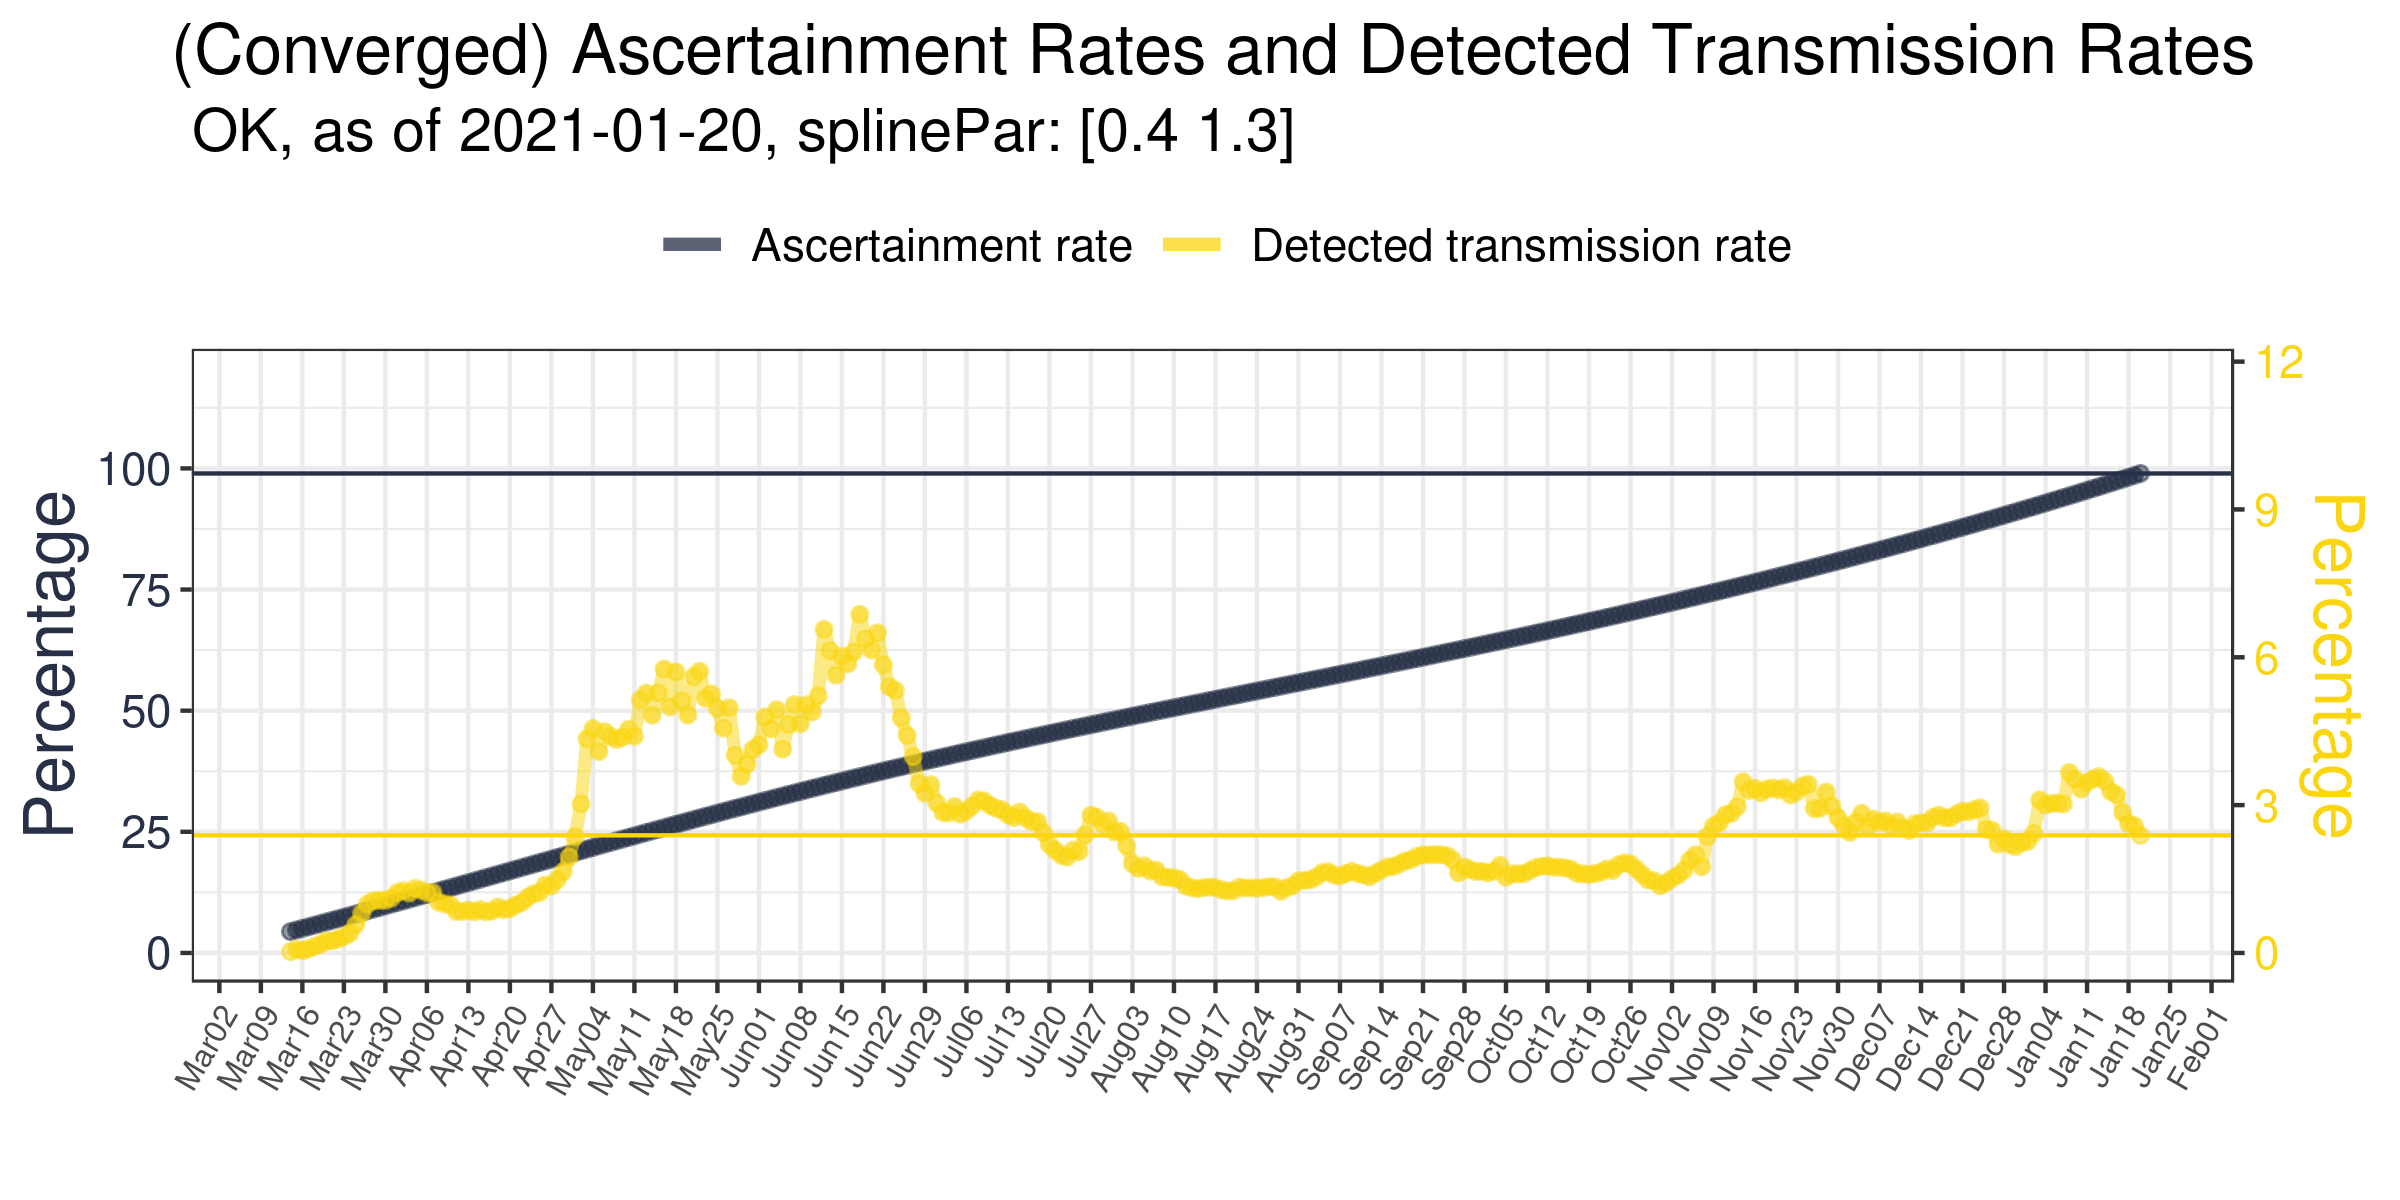 (Converged) Ascertainment Rates and Detected Transmission Rates
OK, as of 2021-01-20, splinePar: [0.4 1.3]
Ascertainment rate
Detected transmission rate
Percentage
100
75
50
25
0
12
9
6
3
0
Percentage
Mar02
Mar09
Mar16
Mar23
Mar30
Apr06
Apr13
Apr20
Apr27
May04
May11
May18
May25
Jun01
Jun08
Jun15
Jun22
Jun29
Jul06
Jul13
Jul20
Jul27
Aug03
Aug10
Aug17
Aug24
Aug31
Sep07
Sep14
Sep21
Sep28
Oct05
Oct12
Oct19
Oct26
Nov02
Nov09
Nov16
Nov23
Nov30
Dec07
Dec14
Dec21
Dec28
Jan04
Jan11
Jan18
Jan25
Feb01